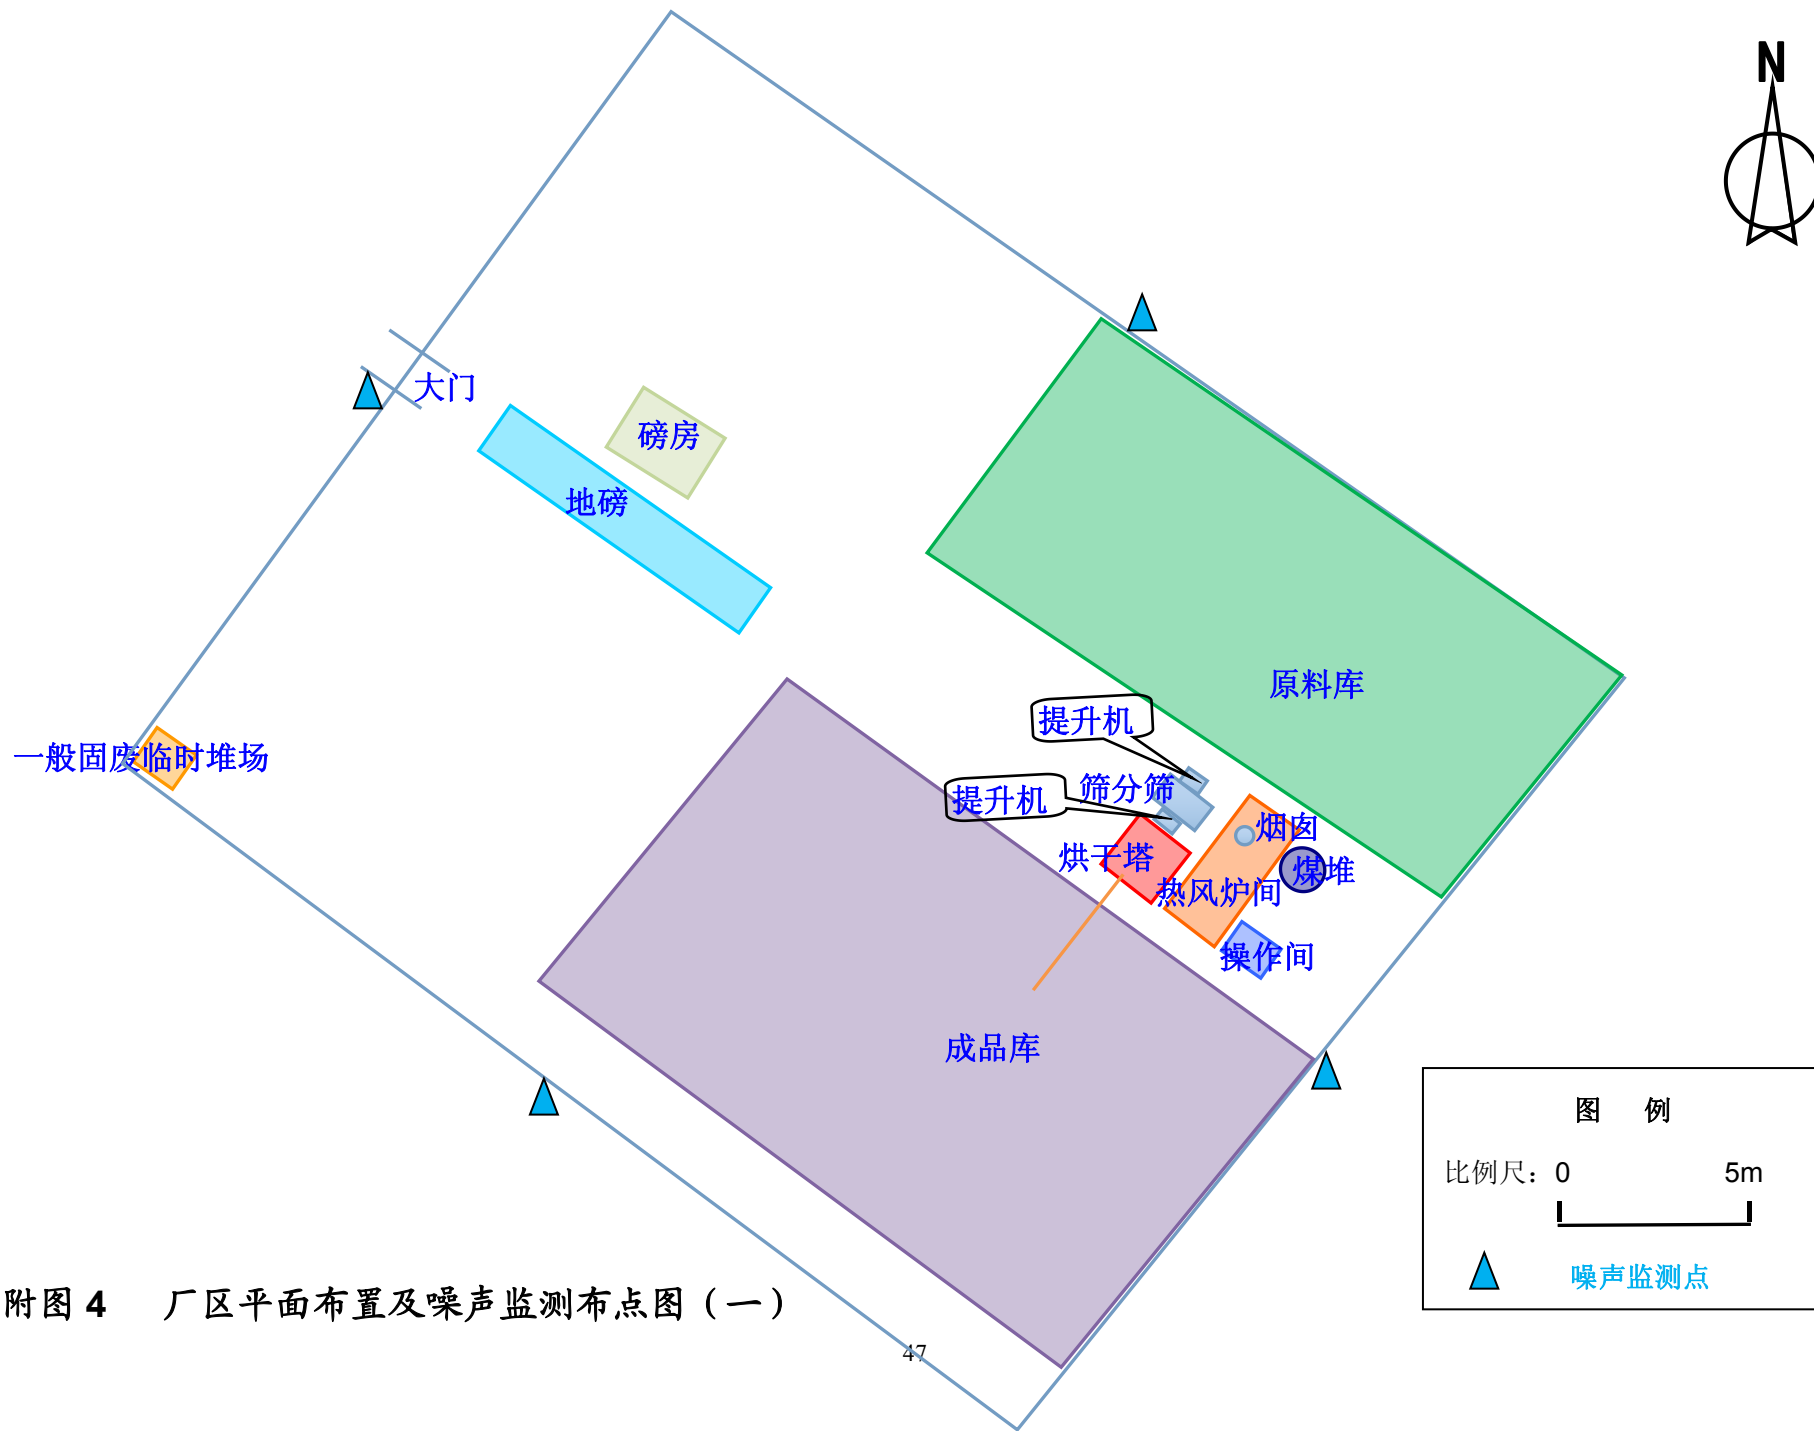 N
大门
磅房
地磅
原料库
提升机
一般固废临时堆场
筛分筛
提升机
烟囱
烘干塔
煤堆
热风炉间
操作间
成品库
图 例
比例尺：0 5m
噪声监测点
附图 4 厂区平面布置及噪声监测布点图（一）
47